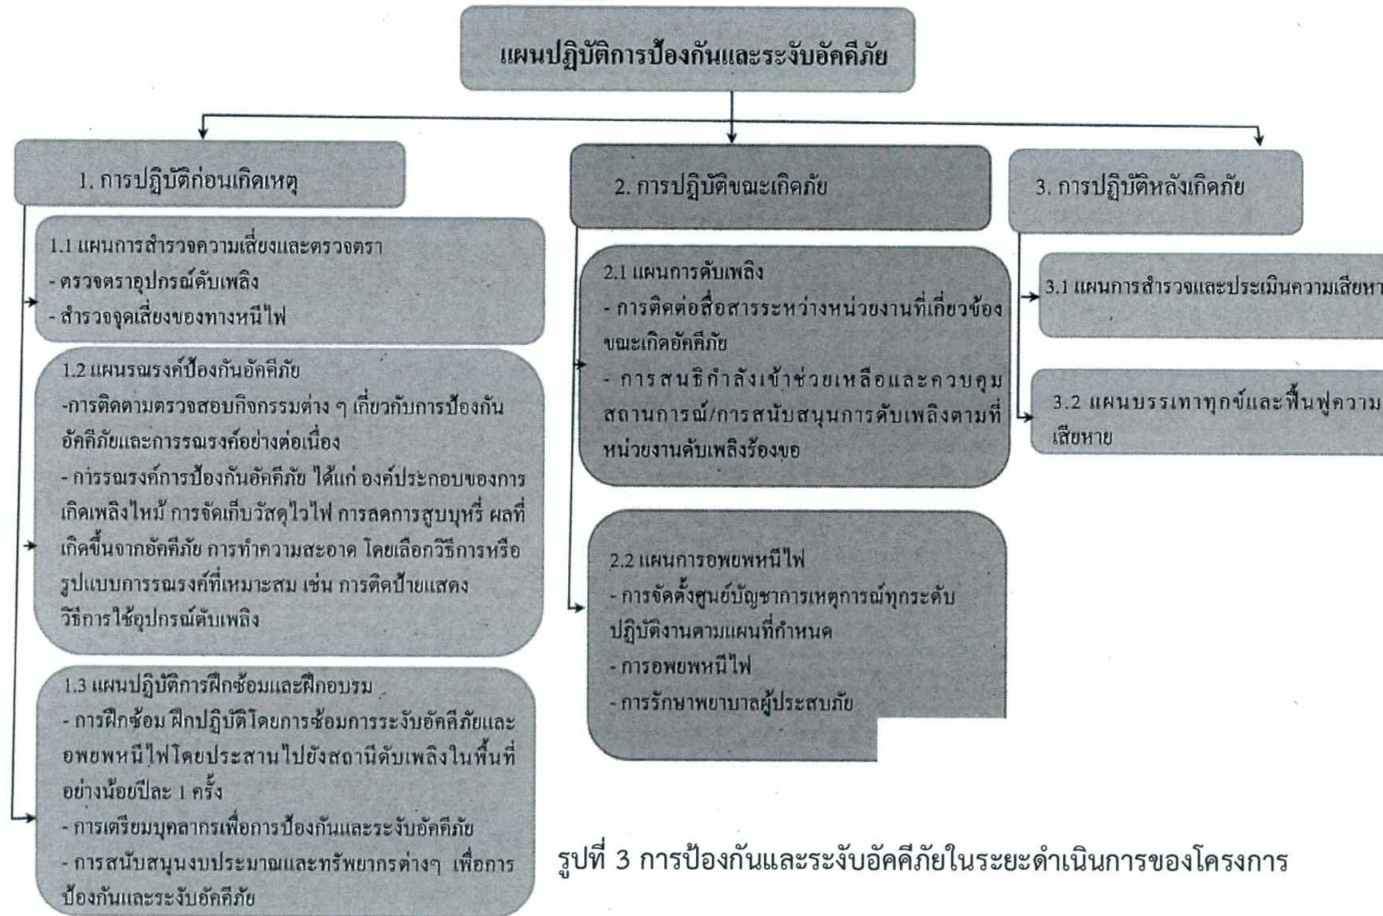 แผนปฏิบัติการป้องกันและระงับอัคคีภัย
1. การปฏิบัติก่อนเกิดเหตุ
1.1 แผนการสำรวจความเสี่ยงและตรวจตรา
- ตรวจตราอุปกรณ์ดับเพลิง
- สำรวจจุดเสี่ยงของทางหนีไฟ
1.2 แผนรณรงค์ป้องกันอัคคีภัย
-การติดตามตรวจสอบกิจกรรมต่าง ๆ เกี่ยวกับการป้องกัน
อัคคีภัยและการรณรงค์อย่างต่อเนื่อง
- การรณรงค์การป้องกันอัคคีภัย ได้แก่ องค์ประกอบของการ
เกิดเพลิงไหม้ การจัดเก็บวัสดุไวไฟ การลดการสูบบุหรี่ ผลที่
เกิดขึ้นจากอัคคีภัย การทำความสะอาด โดยเลือกวิธีการหรือ
รูปแบบการรณรงค์ที่เหมาะสม เช่น การติดป้ายแสดง
วิธีการใช้อุปกรณ์ดับเพลิง
1.3 แผนปฏิบัติการฝึกซ้อมและฝึกอบรม
- การฝึกซ้อม ฝึกปฏิบัติโดยการซ้อมการระงับอัคคีภัยและ
อพยพหนีไฟโดยประสานไปยังสถานีดับเพลิงในพื้นที่
อย่างน้อยปีละ 1 ครั้ง
- การเตรียมบุคลากรเพื่อการป้องกันและระงับอัคคีภัย
- การสนับสนุนงบประมาณและทรัพยากรต่างๆ เพื่อการ
ป้องกันและระงับอัคคีภัย
2. การปฏิบัติขณะเกิดภัย
2.1 แผนการดับเพลิง
- การติดต่อสื่อสารระหว่างหน่วยงานที่เกี่ยวข้อง
ขณะเกิดอัคคีภัย
- การสนธิกำลังเข้าช่วยเหลือและควบคุม
สถานการณ์/การสนับสนุนการดับเพลิงตามที่
หน่วยงานดับเพลิงร้องขอ
2.2 แผนการอพยพหนีไฟ
- การจัดตั้งศูนย์บัญชาการเหตุการณ์ทุกระดับ
ปฏิบัติงานตามแผนที่กำหนด
- การอพยพหนีไฟ
- การรักษาพยาบาลผู้ประสบภัย
3. การปฏิบัติหลังเกิดภัย
3.1 แผนการสำรวจและประเมินความเสียหา
3.2 แผนบรรเทาทุกข์และฟื้นฟูความ
เสียหาย
รูปที่ 3 การป้องกันและระงับอัคคีภัยในระยะดำเนินการของโครงการ